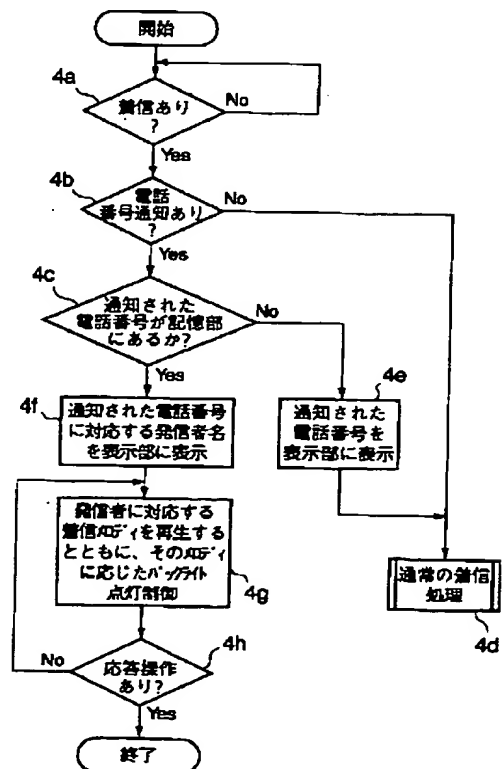 開始
4a
着信あり
?
No
Yes
4b
電話
番号通知あり
?
No
Yes
4c
通知された
電話番号が記憶部
にあるか?
No
Yes
4f
通知された電話番号
に対応する発信者名
を表示部に表示
4e
通知された
電話番号を
表示部に表示
発信者に対応する
着信メロディを再生する
とともに、そのメロディ
に応じたバックライト
点灯制御
4g
通常の着信
処理
4d
No
応答操作
あり?
4h
Yes
終了